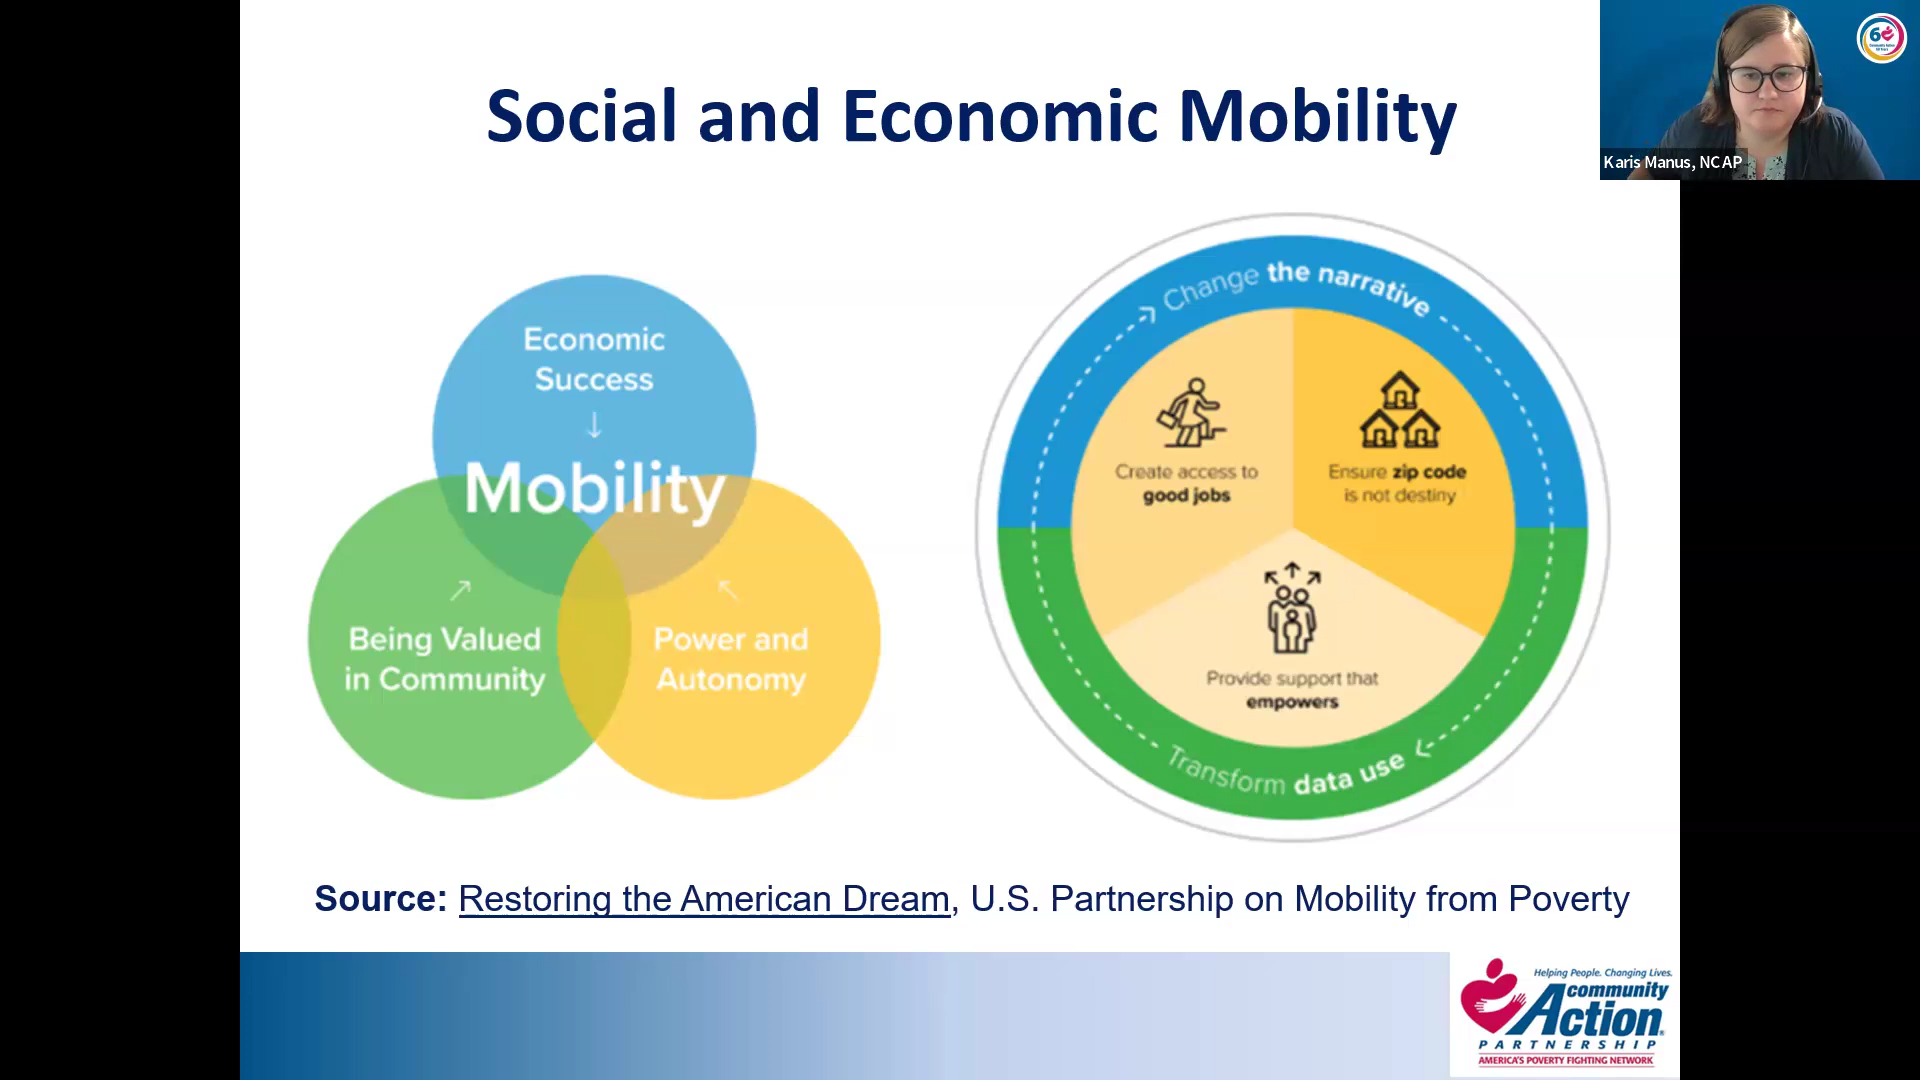 Social and Economic Mobility
Karis Manus, NCAP
Economic
Success
Mobility
Being Valued
in Community
Power and
Autonomy
Change the narrative
Create access to
good jobs
Ensure zip code
is not destiny
Provide support that
empowers
Transform data use
Source: Restoring the American Dream, U.S. Partnership on Mobility from Poverty
Helping People. Changing Lives.
community
Action
PARTNERSHIP
AMERICA'S POVERTY FIGHTING NETWORK
60